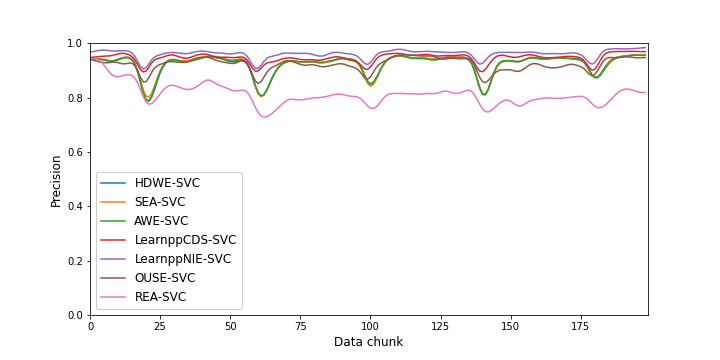 1.0
0.8
0.6
0.4
0.2
0.0
Precision
HDWE-SVC
SEA-SVC
AWE-SVC
LearnppCDS-SVC
LearnppNIE-SVC
OUSE-SVC
REA-SVC
0 25 50 75 100 125 150 175
Data chunk